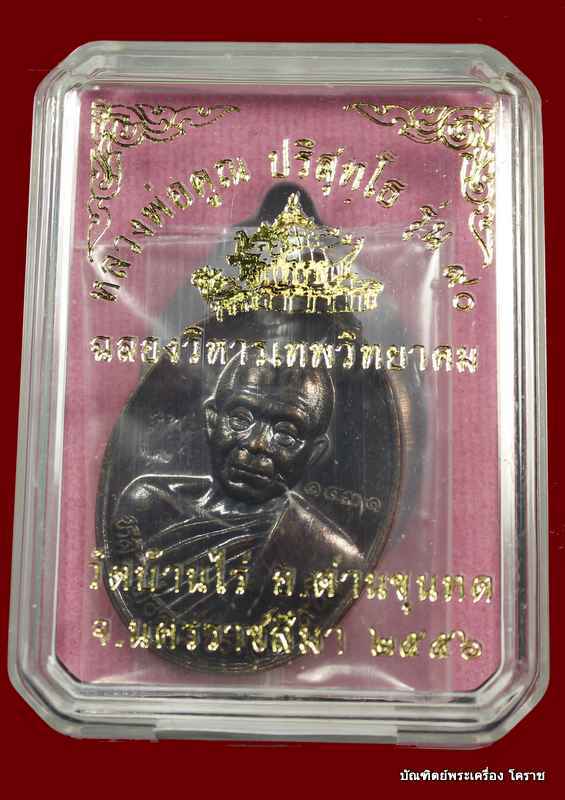 หลวงพ่อคูณ ปริสุทฺโธ รุ่น ๙๐
ฉลองวิหารเทพวิทยาคม
๑๔๓๑
วัดบ้านไร่ อ.ด่านขุนทด
จ.นครราชสีมา ๒๕๕๖
บัณฑิตย์พระเครื่อง โคราช